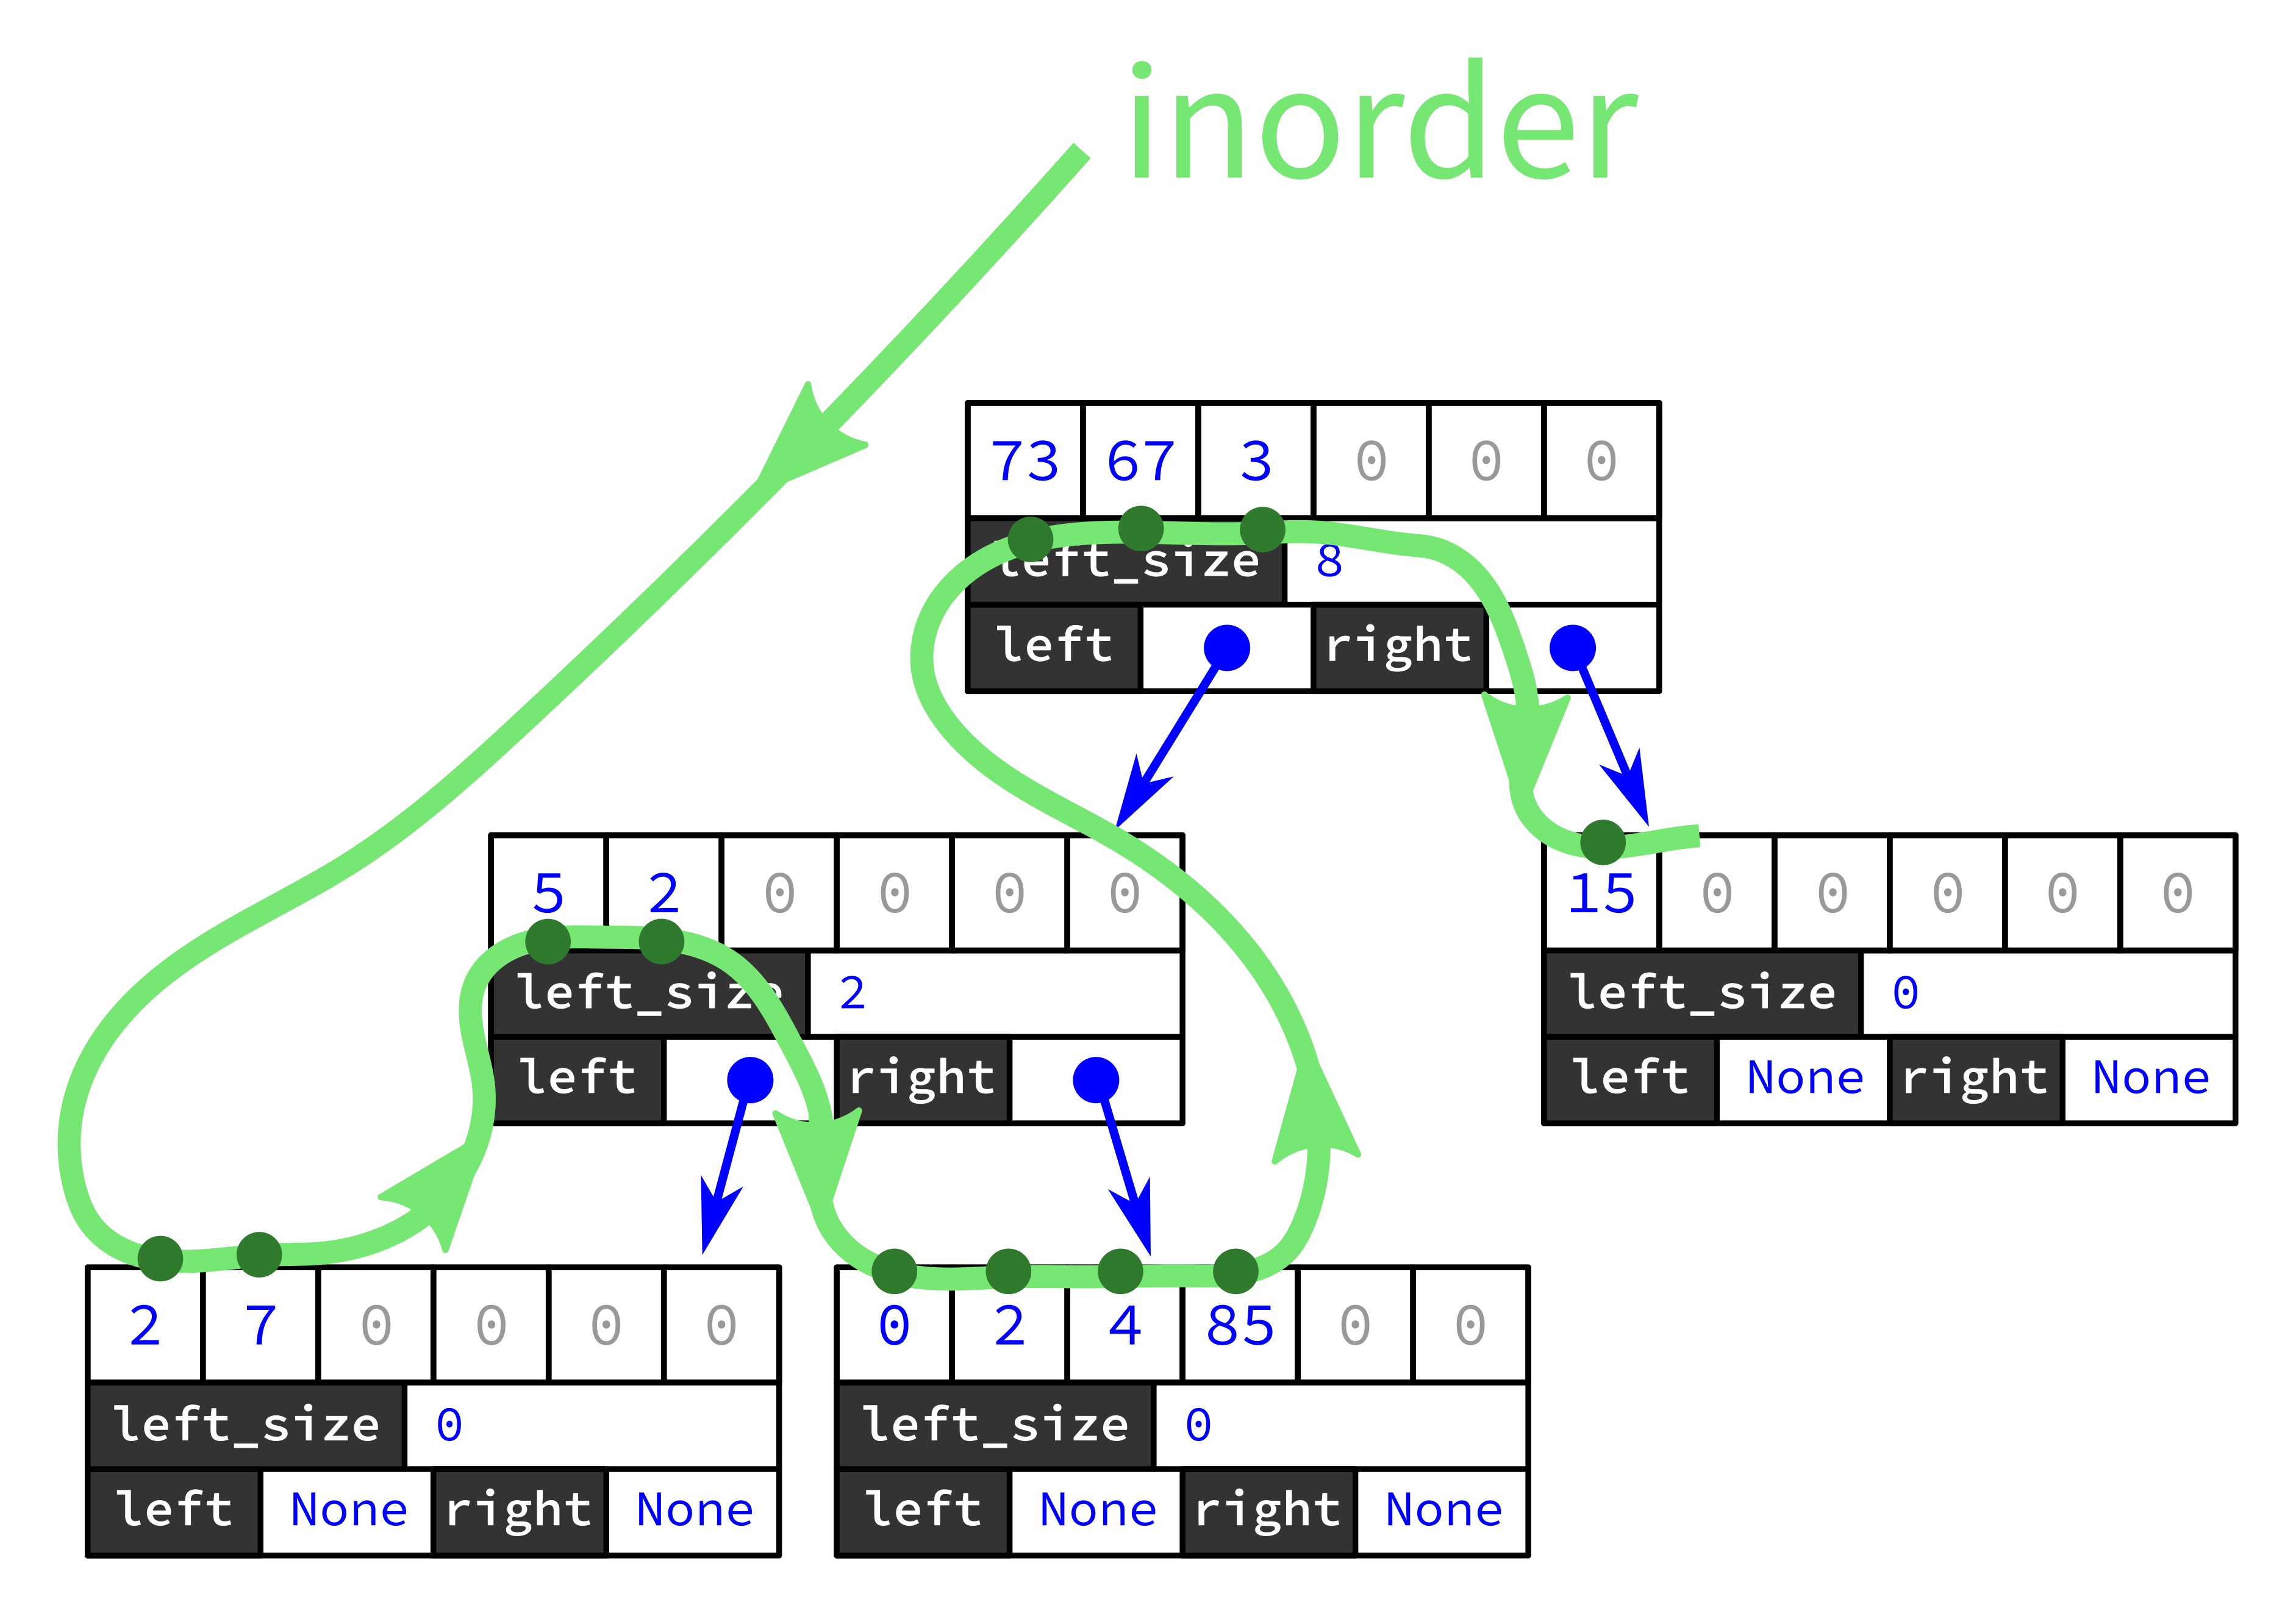 inorder
73 67 3 0 0 0
left_size 8
left right
5 2 0 0 0 0
left_size 2
left right
15 0 0 0 0 0
left_size 0
left None right None
2 7 0 0 0 0
left_size 0
left None right None
0 2 4 85 0 0
left_size 0
left None right None